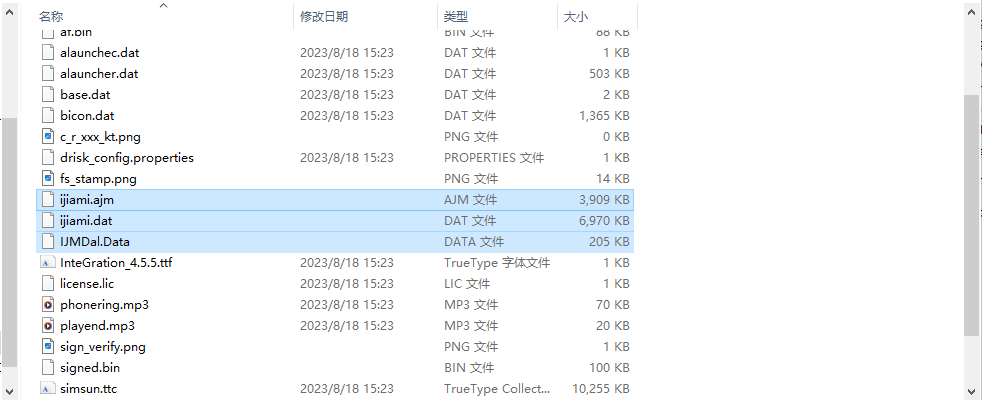 名称 修改日期 类型 大小
af.bin BIN 文件 88 KB
alaunchec.dat 2023/8/18 15:23 DAT 文件 1 KB
alauncher.dat 2023/8/18 15:23 DAT 文件 503 KB
base.dat 2023/8/18 15:23 DAT 文件 2 KB
bicon.dat 2023/8/18 15:23 DAT 文件 1,365 KB
c_r_xxx_kt.png PNG 文件 0 KB
drisk_config.properties 2023/8/18 15:23 PROPERTIES 文件 1 KB
fs_stamp.png PNG 文件 14 KB
ijiami.ajm AJM 文件 3,909 KB
ijiami.dat DAT 文件 6,970 KB
IJMDal.Data DATA 文件 205 KB
InteGration_4.5.5.ttf 2023/8/18 15:23 TrueType 字体文件 1 KB
license.lic 2023/8/18 15:23 LIC 文件 1 KB
phonering.mp3 2023/8/18 15:23 MP3 文件 70 KB
playend.mp3 2023/8/18 15:23 MP3 文件 20 KB
sign_verify.png PNG 文件 1 KB
signed.bin BIN 文件 100 KB
simsun.ttc 2023/8/18 15:23 TrueType Collect... 10,255 KB